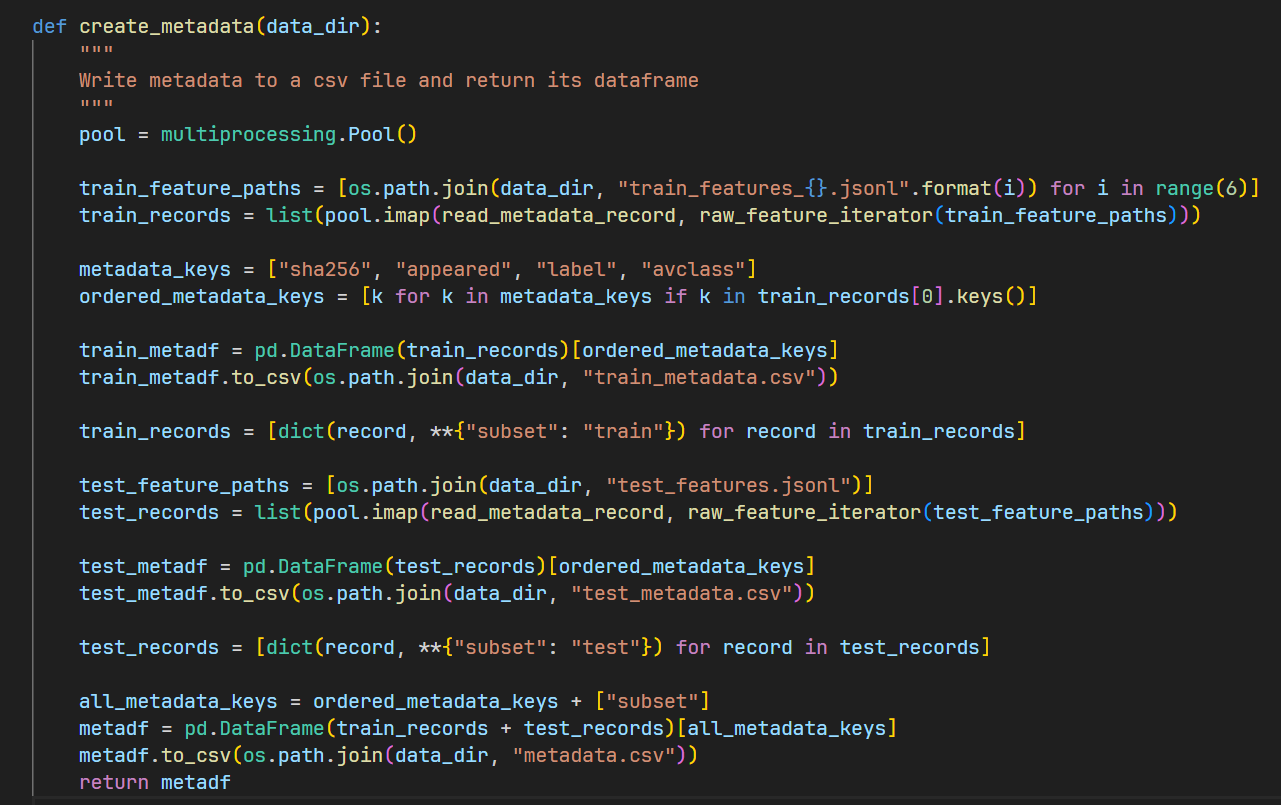 def create_metadata(data_dir):
    """
    Write metadata to a csv file and return its dataframe
    """
    pool = multiprocessing.Pool()

    train_feature_paths = [os.path.join(data_dir, "train_features_{}.jsonl".format(i)) for i in range(6)]
    train_records = list(pool.imap(read_metadata_record, raw_feature_iterator(train_feature_paths)))

    metadata_keys = ["sha256", "appeared", "label", "avclass"]
    ordered_metadata_keys = [k for k in metadata_keys if k in train_records[0].keys()]

    train_metadf = pd.DataFrame(train_records)[ordered_metadata_keys]
    train_metadf.to_csv(os.path.join(data_dir, "train_metadata.csv"))

    train_records = [dict(record, **{"subset": "train"}) for record in train_records]

    test_feature_paths = [os.path.join(data_dir, "test_features.jsonl")]
    test_records = list(pool.imap(read_metadata_record, raw_feature_iterator(test_feature_paths)))

    test_metadf = pd.DataFrame(test_records)[ordered_metadata_keys]
    test_metadf.to_csv(os.path.join(data_dir, "test_metadata.csv"))

    test_records = [dict(record, **{"subset": "test"}) for record in test_records]

    all_metadata_keys = ordered_metadata_keys + ["subset"]
    metadf = pd.DataFrame(train_records + test_records)[all_metadata_keys]
    metadf.to_csv(os.path.join(data_dir, "metadata.csv"))
    return metadf